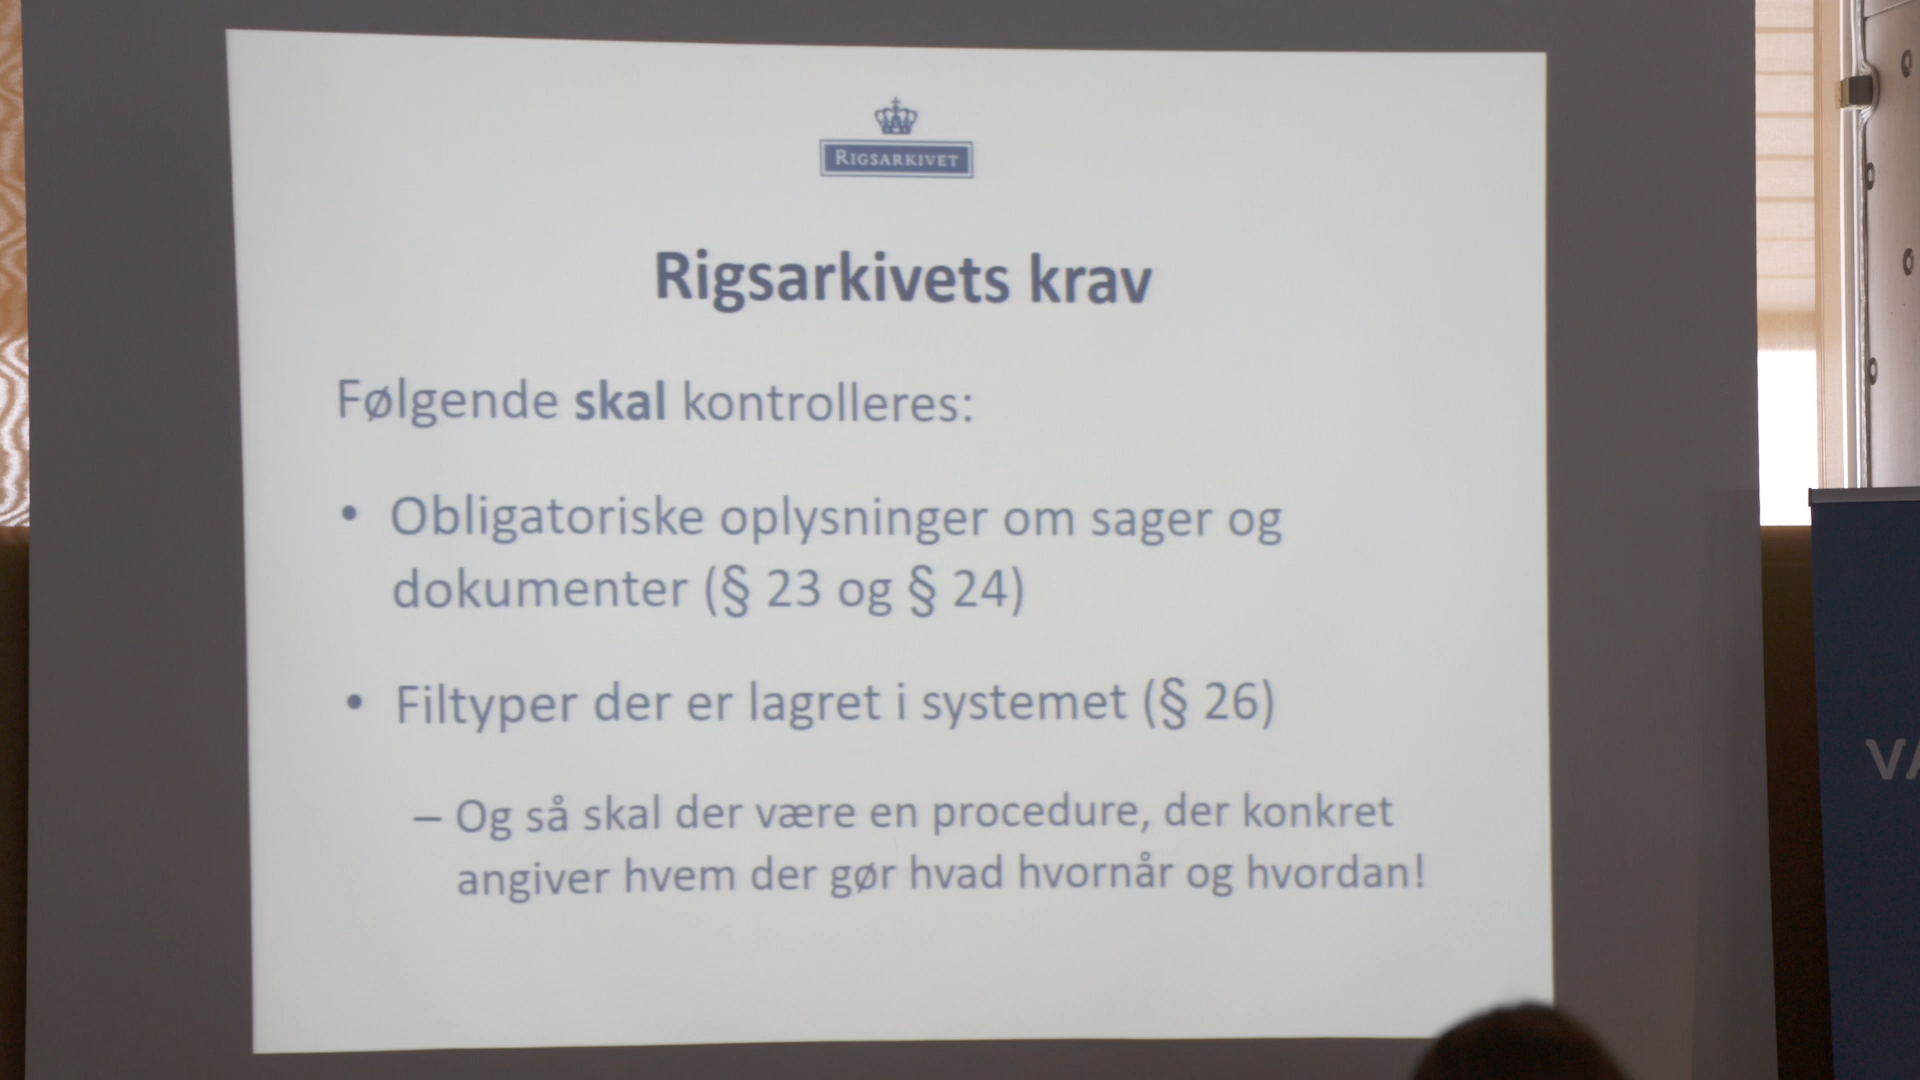 RIGSARKIVET
Rigsarkivets krav
Følgende skal kontrolleres:
• Obligatoriske oplysninger om sager og
dokumenter (§ 23 og § 24)
• Filtyper der er lagret i systemet (§ 26)
– Og så skal der være en procedure, der konkret
angiver hvem der gør hvad hvornår og hvordan!